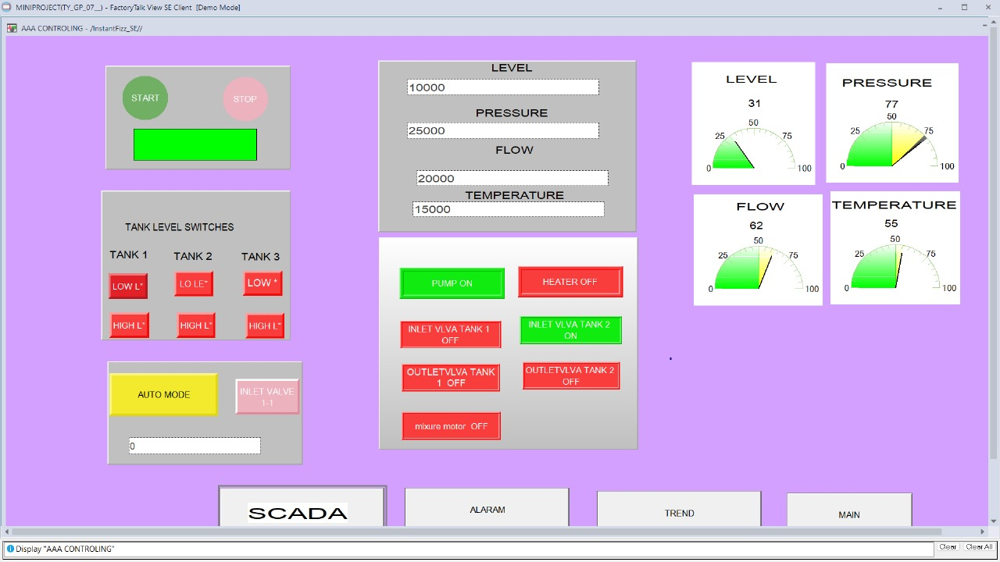 MINIPROJECT(TY_GP_07__) - FactoryTalk View SE Client  [Demo Mode]
AAA CONTROLING - /InstantFizz_SE//
START
STOP
TANK LEVEL SWITCHES
TANK 1
TANK 2
TANK 3
LOW L*
LO LE*
LOW *
HIGH L*
HIGH L*
HIGH L*
AUTO MODE
INLET VALVE
1-1
0
LEVEL
10000
PRESSURE
25000
FLOW
20000
TEMPERATURE
15000
PUMP ON
HEATER OFF
INLET VLVA TANK 1
OFF
INLET VLVA TANK 2
ON
OUTLETVLVA TANK
1  OFF
OUTLETVLVA TANK 2
OFF
mixure motor  OFF
LEVEL
31
0
25
50
75
100
PRESSURE
77
0
25
50
75
100
FLOW
62
0
25
50
75
100
TEMPERATURE
55
0
25
50
75
100
SCADA
ALARAM
TREND
MAIN
Display "AAA CONTROLING"
Clear
Clear All